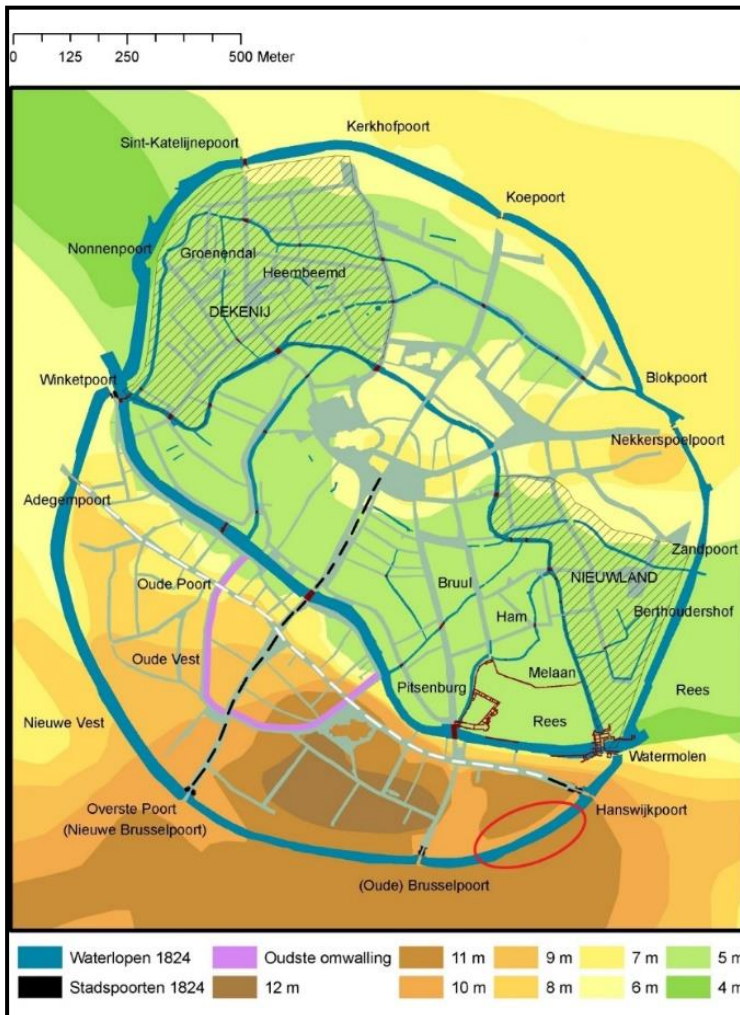 0 125 250 500 Meter
Kerkhofpoort
Sint-Katelijnepoort
Koepoort
Nonnenpoort
Groenendal
Heembeemd
DEKENIJ
Winketpoort
Blokpoort
Nekkerspoelpoort
Adegempoort
Zandpoort
Oude Poort
Bruul
NIEUWLAND
Berthoudershof
Ham
Oude Vest
Melaan
Pitsenburg
Rees
Rees
Nieuwe Vest
Watermolen
Overste Poort
(Nieuwe Brusselpoort)
Hanswijkpoort
(Oude) Brusselpoort
Waterlopen 1824 Oudste omwalling 11 m 9 m 7 m 5 m
Stadspoorten 1824 12 m 10 m 8 m 6 m 4 m